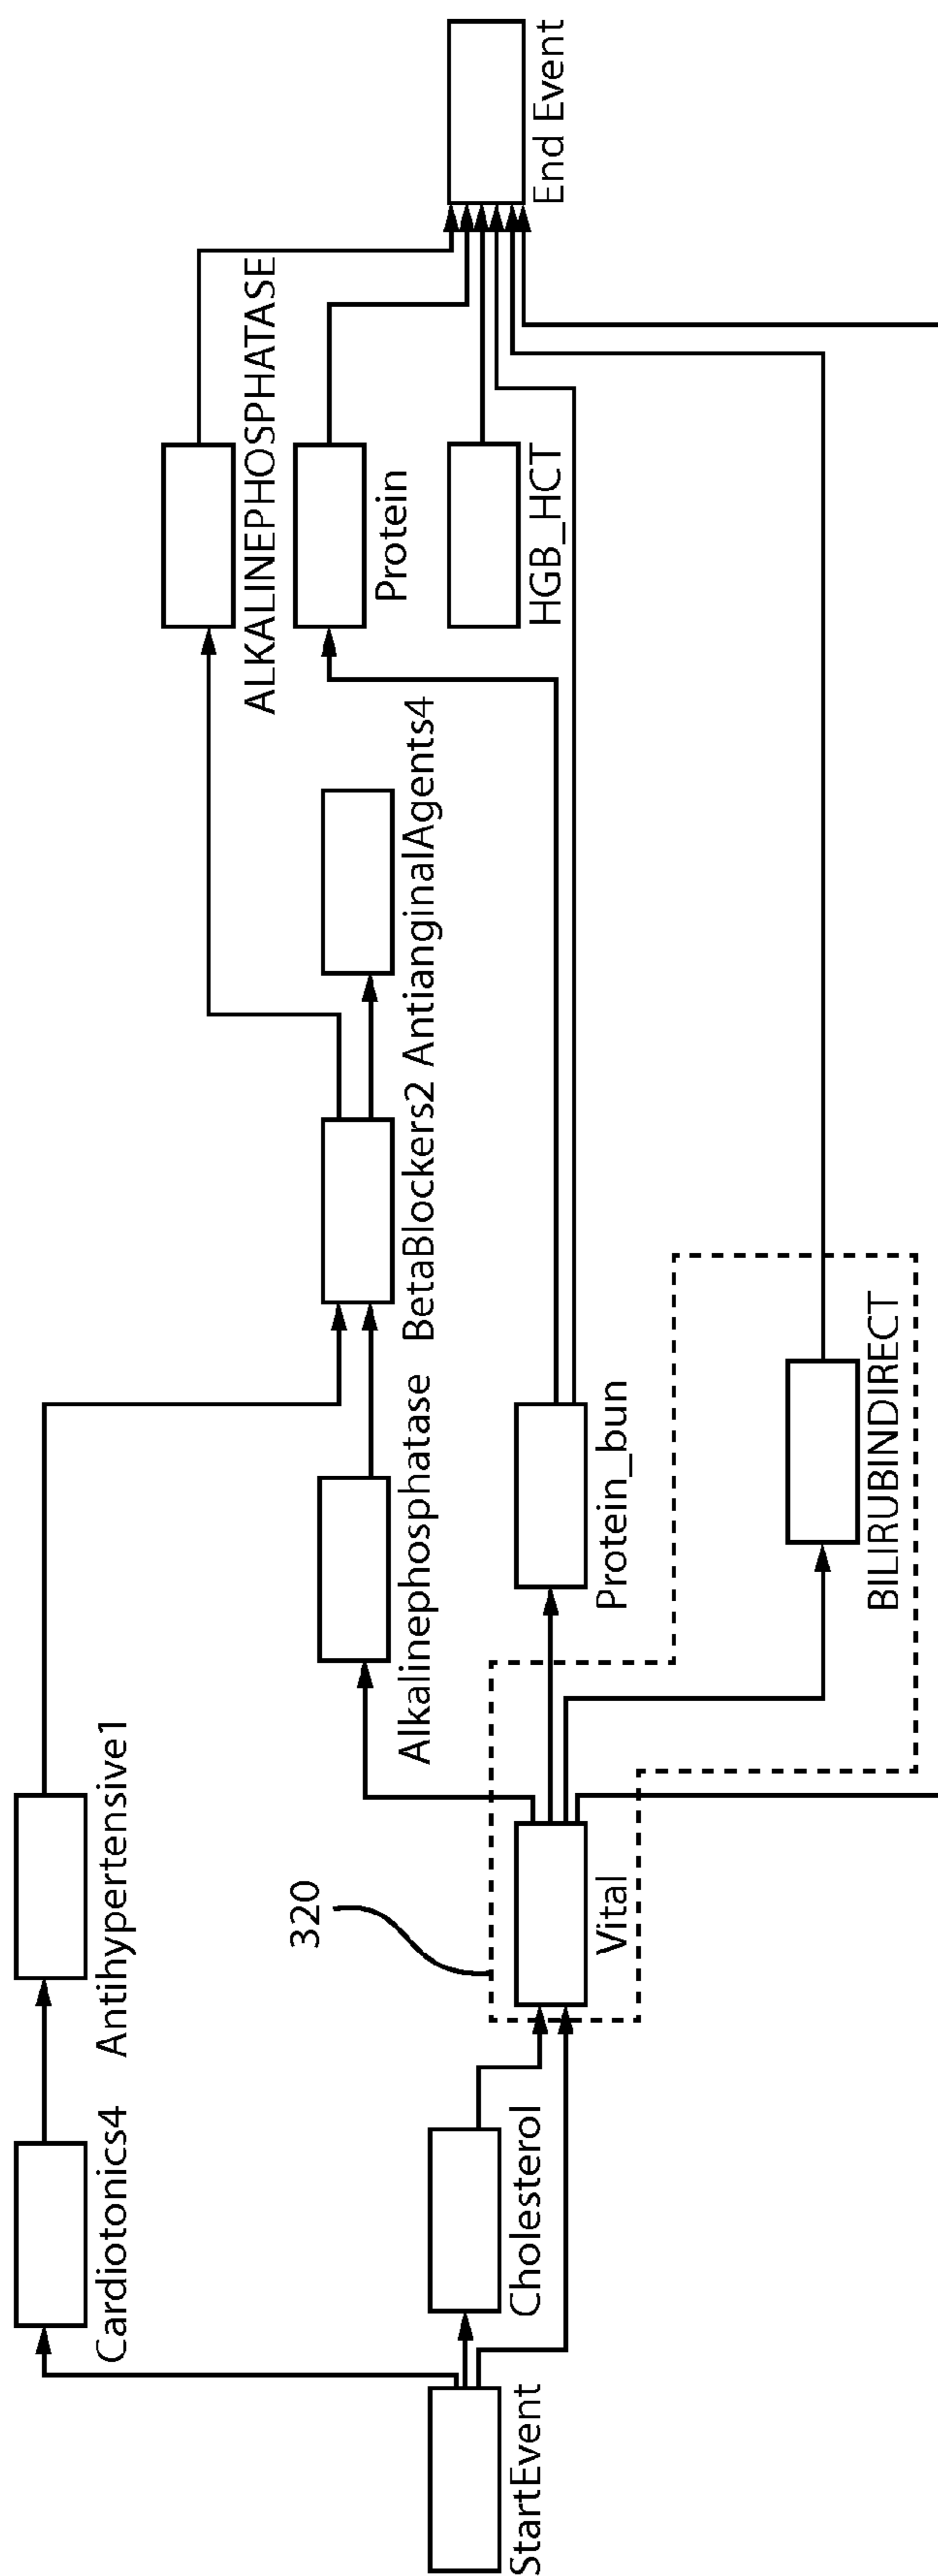 Cardiotonics4
Antihypertensive1
ALKALINEPHOSPHATASE
320
Alkalinephosphatase
BetaBlockers2
AntianginalAgents4
Protein
StartEvent
Cholesterol
Vital
Protein_bun
HGB_HCT
End Event
BILIRUBINDIRECT